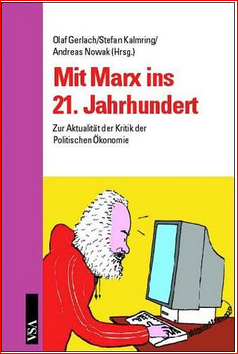 Olaf Gerlach/Stefan Kalmring/
Andreas Nowak (Hrsg.)
Mit Marx ins
21. Jahrhundert
Zur Aktualität der Kritik der
Politischen Ökonomie
VSA